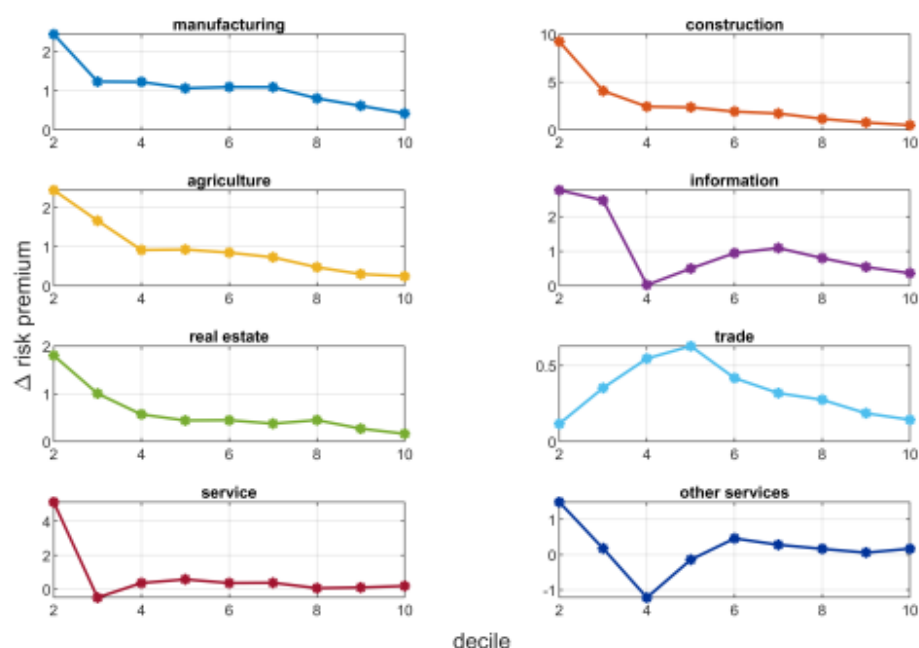 manufacturing
2
1
0
2 4 6 8 10
construction
10
5
0
2 4 6 8 10
agriculture
2
1
0
2 4 6 8 10
information
2
1
0
2 4 6 8 10
real estate
2
1
0
2 4 6 8 10
trade
0.5
0
2 4 6 8 10
service
4
2
0
2 4 6 8 10
other services
1
0
-1
2 4 6 8 10
Δ risk premium
decile